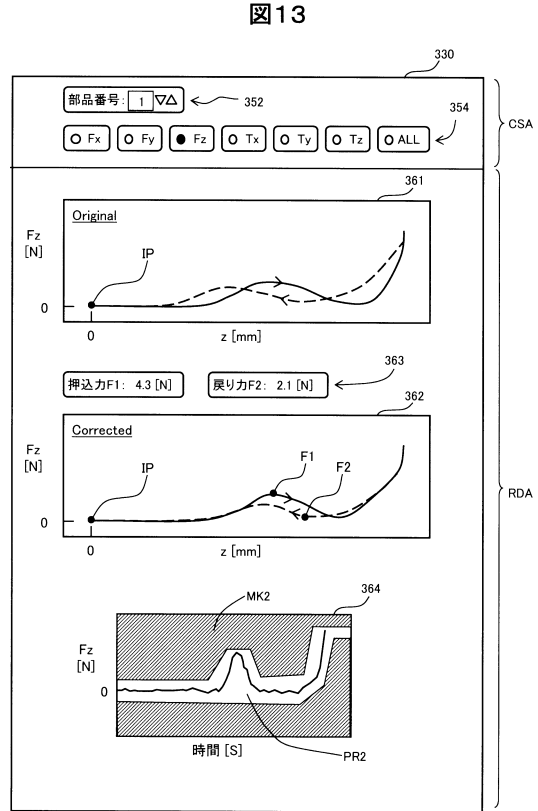 図13
330
部品番号: 1 ▽△
352
354
CSA
Fx Fy Fz Tx Ty Tz ALL
361
Original
Fz
[N]
IP
0
0
z [mm]
押込力F1: 4.3 [N] 戻り力F2: 2.1 [N]
363
362
Corrected
Fz
[N]
F1
F2
IP
0
0
z [mm]
RDA
364
MK2
Fz
[N]
0
時間 [S]
PR2